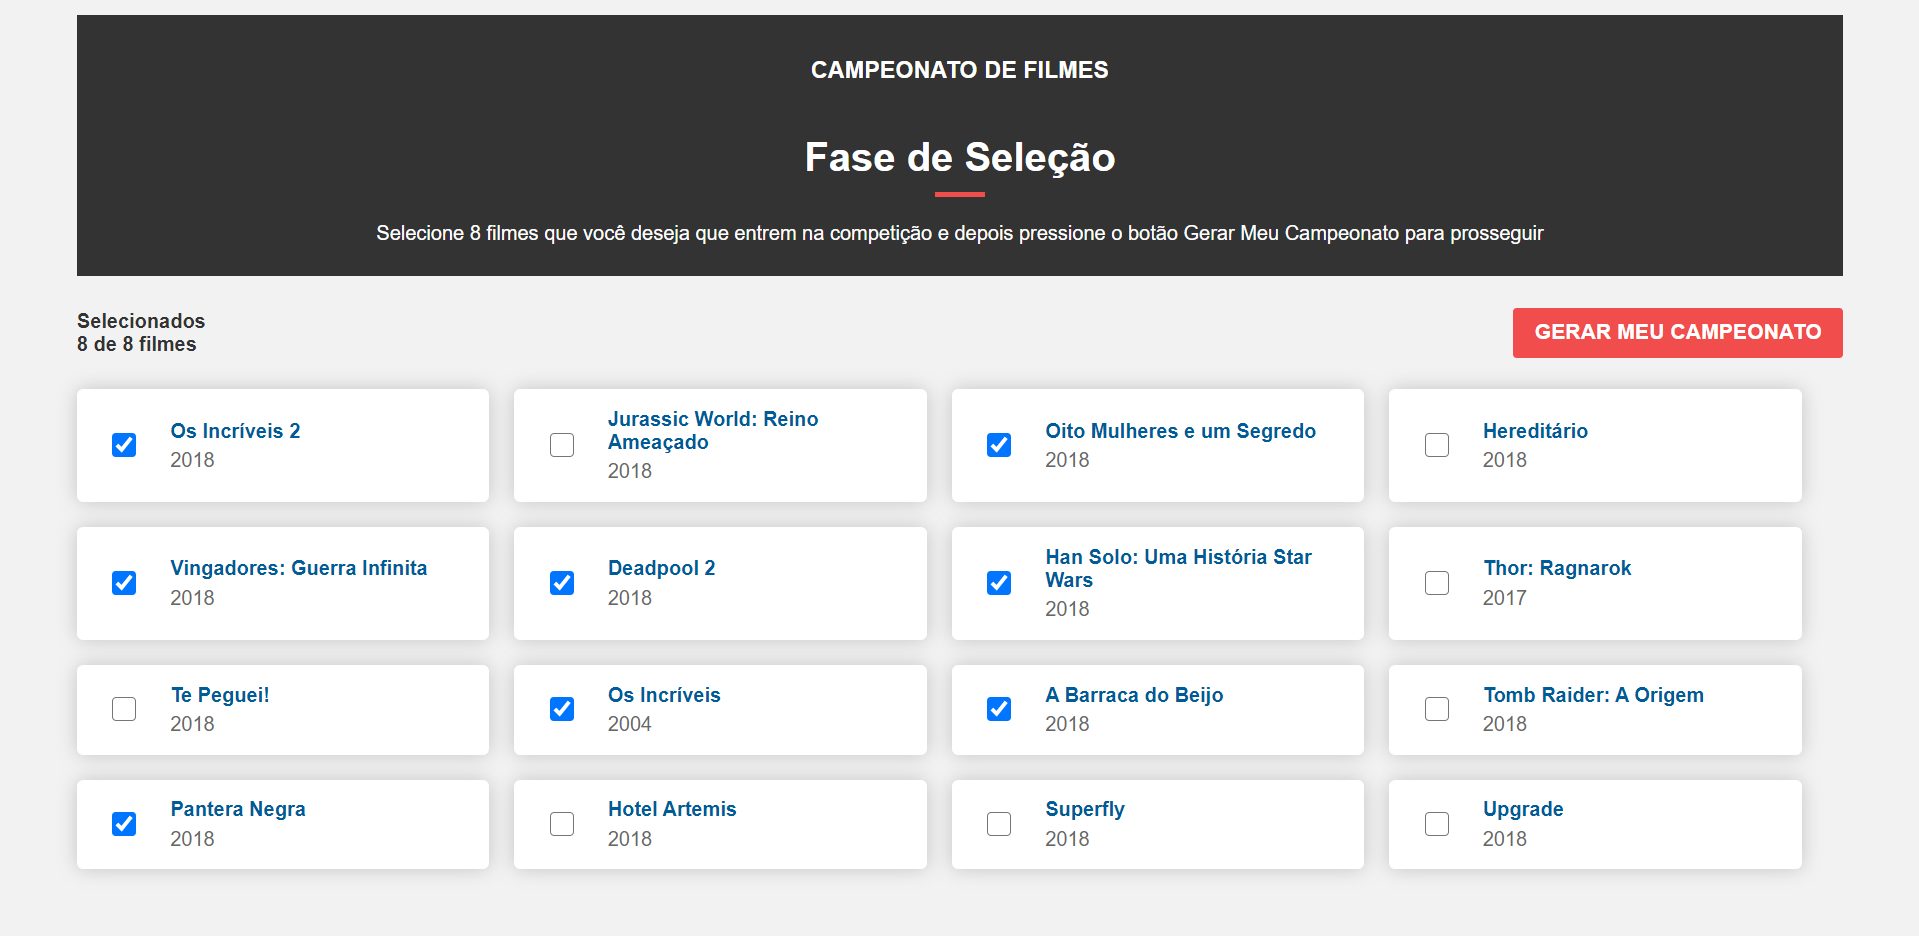 CAMPEONATO DE FILMES
Fase de Seleção
Selecione 8 filmes que você deseja que entrem na competição e depois pressione o botão Gerar Meu Campeonato para prosseguir
Selecionados
8 de 8 filmes
GERAR MEU CAMPEONATO
Os Incríveis 2
2018
Jurassic World: Reino
Ameaçado
2018
Oito Mulheres e um Segredo
2018
Hereditário
2018
Vingadores: Guerra Infinita
2018
Deadpool 2
2018
Han Solo: Uma História Star
Wars
2018
Thor: Ragnarok
2017
Te Peguei!
2018
Os Incríveis
2004
A Barraca do Beijo
2018
Tomb Raider: A Origem
2018
Pantera Negra
2018
Hotel Artemis
2018
Superfly
2018
Upgrade
2018